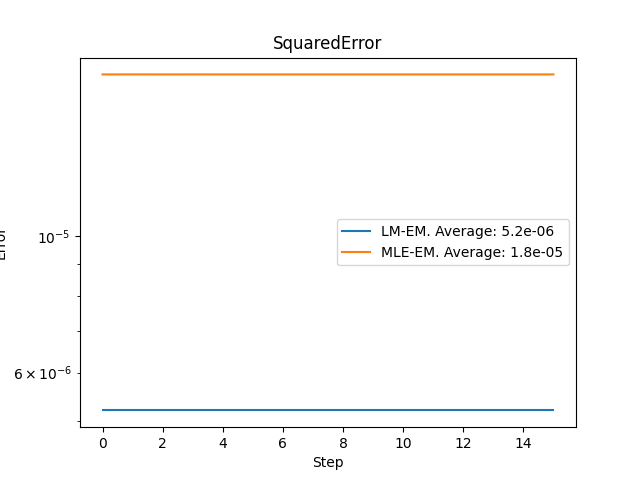 SquaredError
Error
10⁻⁵
6 × 10⁻⁶
LM-EM. Average: 5.2e-06
MLE-EM. Average: 1.8e-05
0 2 4 6 8 10 12 14
Step